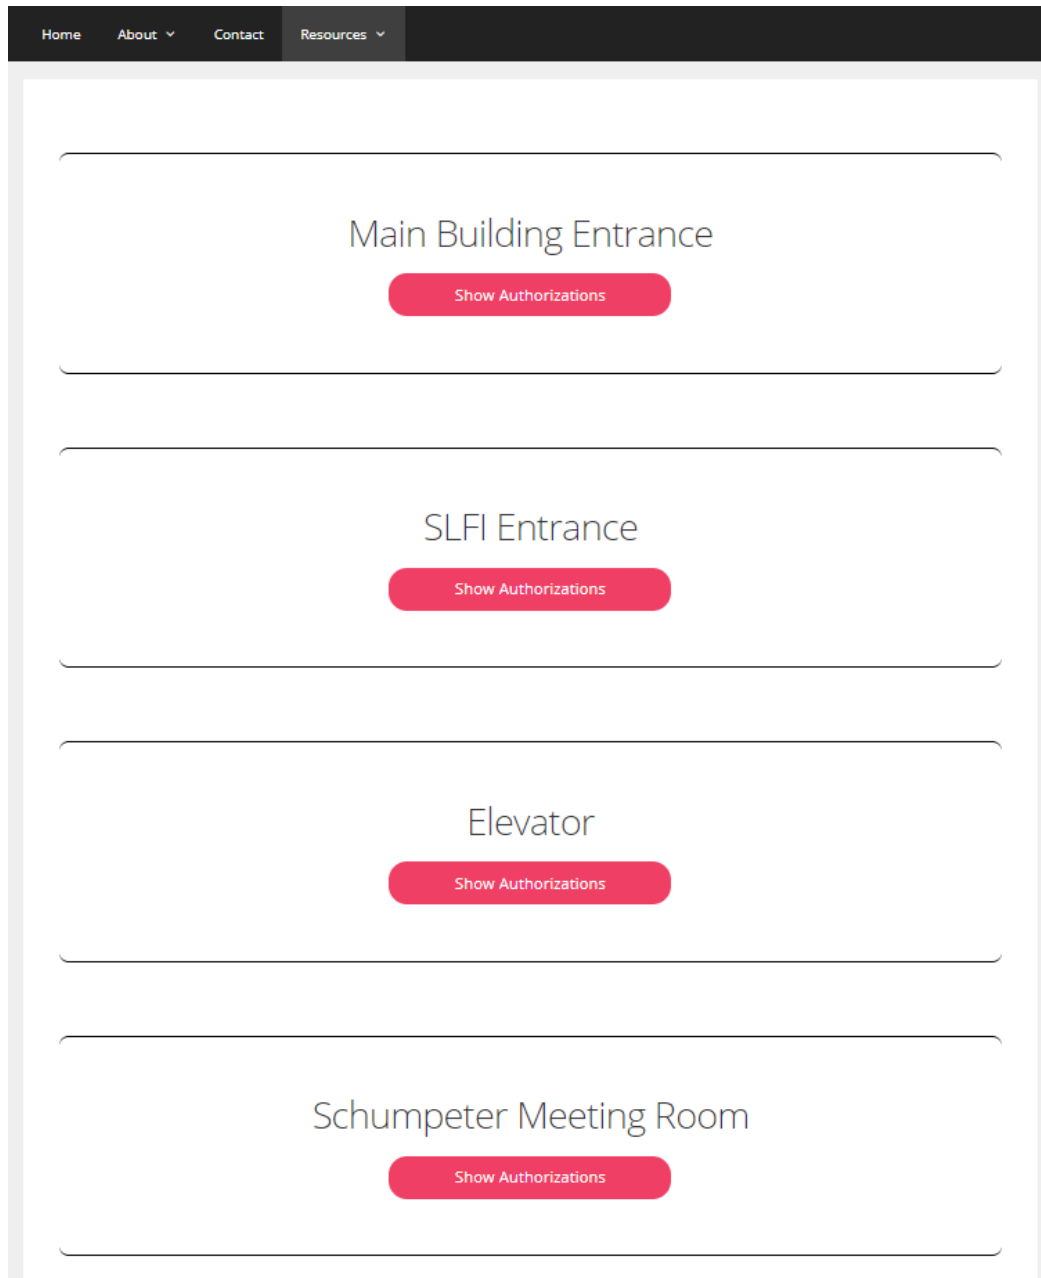 Home About Contact Resources
Main Building Entrance
Show Authorizations
SLFI Entrance
Show Authorizations
Elevator
Show Authorizations
Schumpeter Meeting Room
Show Authorizations